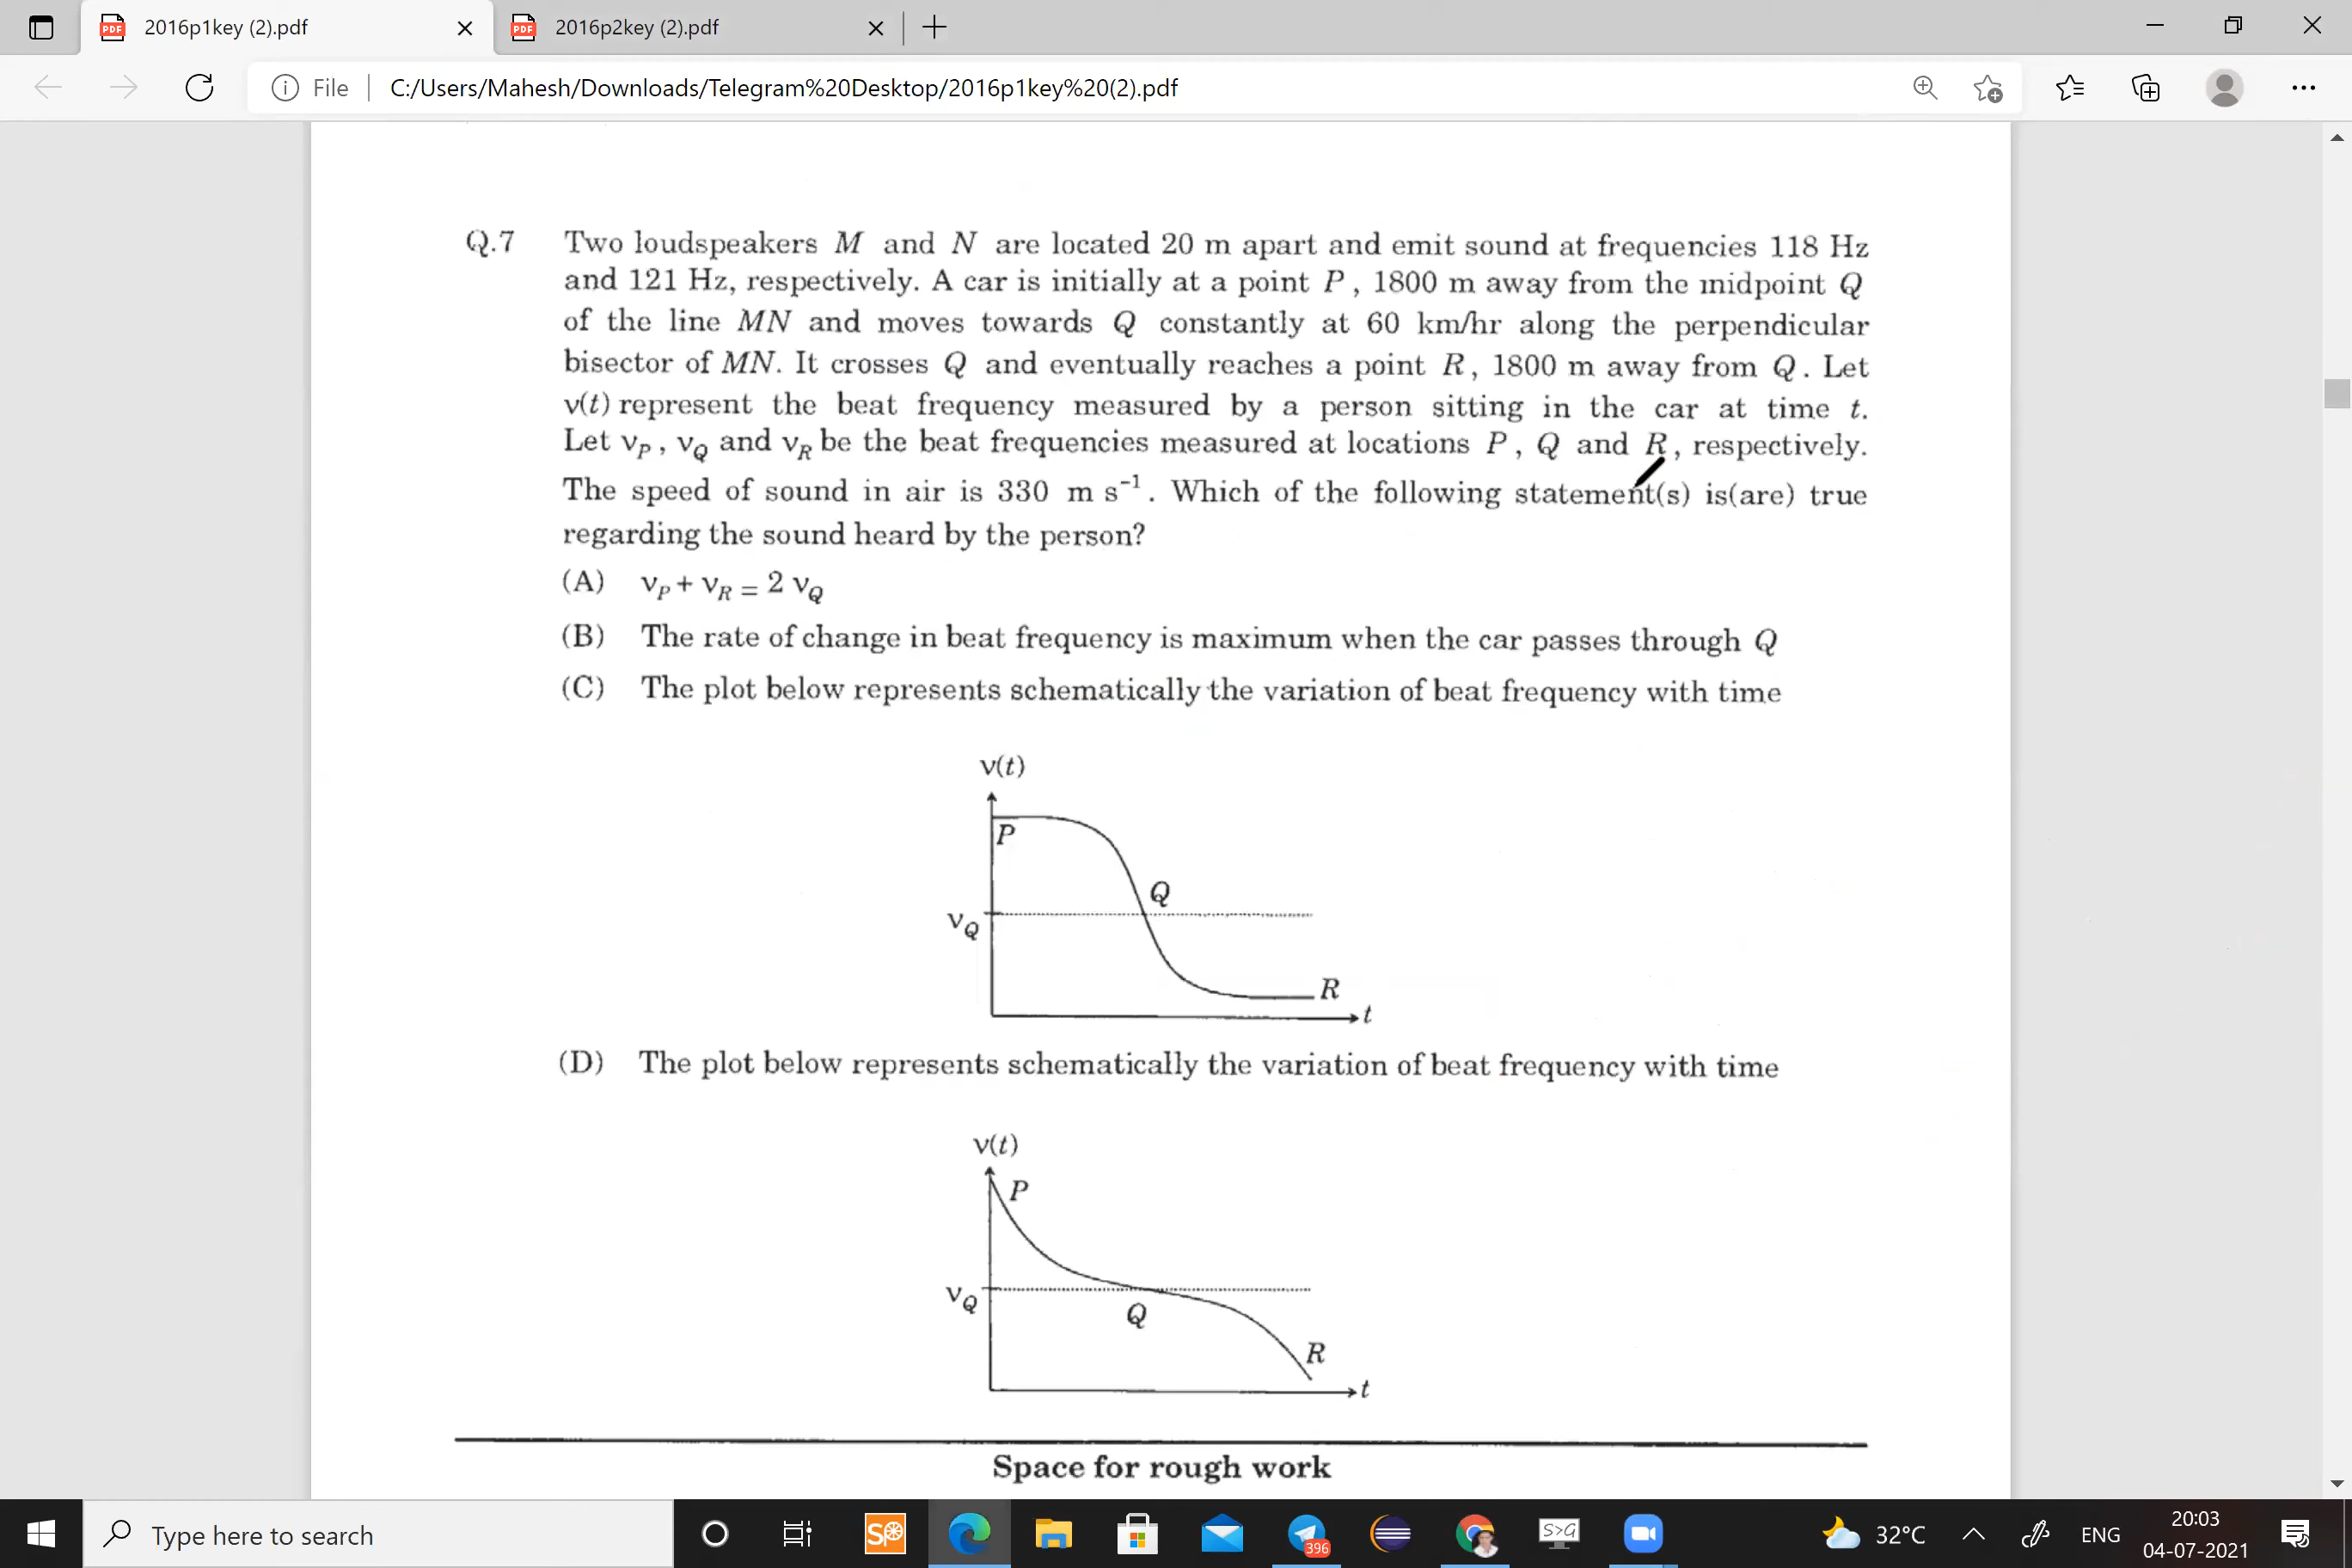 2016p1key (2).pdf
2016p2key (2).pdf
File
C:/Users/Mahesh/Downloads/Telegram%20Desktop/2016p1key%20(2).pdf
Q.7 Two loudspeakers M and N are located 20 m apart and emit sound at frequencies 118 Hz
and 121 Hz, respectively. A car is initially at a point P, 1800 m away from the midpoint Q
of the line MN and moves towards Q constantly at 60 km/hr along the perpendicular
bisector of MN. It crosses Q and eventually reaches a point R, 1800 m away from Q. Let
ν(t) represent the beat frequency measured by a person sitting in the car at time t.
Let νP, νQ and νR be the beat frequencies measured at locations P, Q and R, respectively.
The speed of sound in air is 330 m s⁻¹. Which of the following statement(s) is(are) true
regarding the sound heard by the person?
(A) νP + νR = 2 νQ
(B) The rate of change in beat frequency is maximum when the car passes through Q
(C) The plot below represents schematically the variation of beat frequency with time
ν(t)
P
Q
νQ
R
t
(D) The plot below represents schematically the variation of beat frequency with time
ν(t)
P
νQ
Q
R
t
Space for rough work
Type here to search
396
S>G
32°C
ENG
20:03
04-07-2021